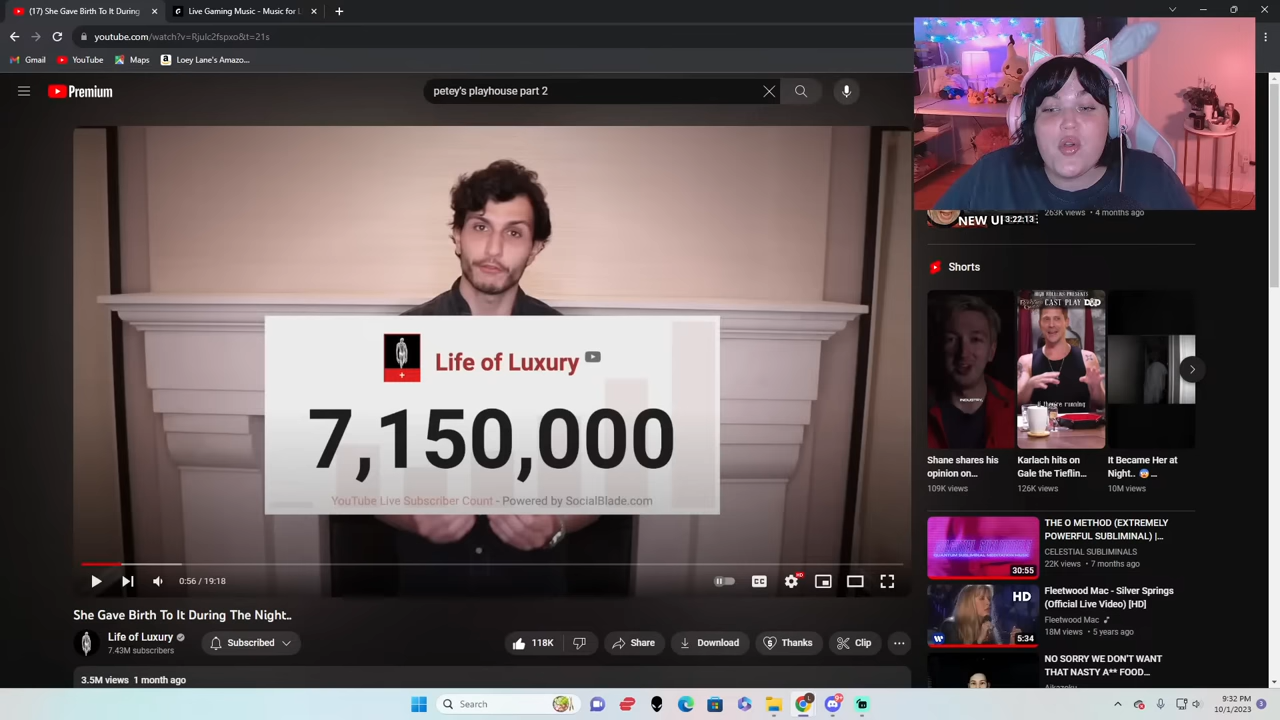 (17) She Gave Birth To It During
Live Gaming Music - Music for L
Gmail
YouTube
Maps
Loey Lane's Amazo...
Premium
petey's playhouse part 2
Life of Luxury
7,150,000
Tube Live Subscriber Count - Powered by SocialBlade.com
0:56 / 19:18
She Gave Birth To It During The Night..
Life of Luxury
7.43M subscribers
Subscribed
118K
Share
Download
Thanks
Clip
3.5M views 1 month ago
NEW
3:22:13
263K views • 4 months ago
Shorts
CAST PLAY D&D
Shane shares his
opinion on…
109K views
Karlach hits on
Gale the Tieflin…
126K views
It Became Her at
Night.. 😨 …
10M views
30:55
THE O METHOD (EXTREMELY
POWERFUL SUBLIMINAL) |…
CELESTIAL SUBLIMINALS
22K views • 7 months ago
HD
5:34
Fleetwood Mac - Silver Springs
(Official Live Video) [HD]
Fleetwood Mac
18M views • 5 years ago
NO SORRY WE DON'T WANT
THAT NASTY A** FOOD…
Search
9:32 PM
10/1/2023